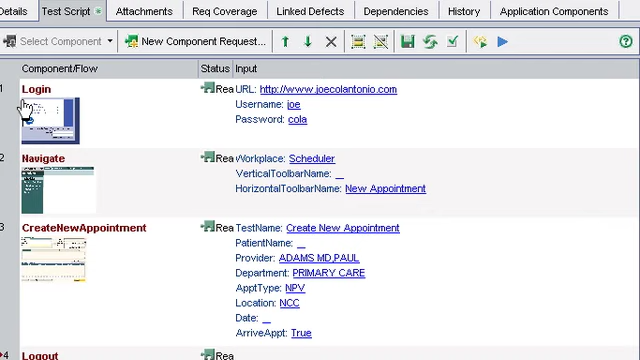 Details Test Script Attachments Req Coverage Linked Defects Dependencies History Application Components
Select Component New Component Request...
Component/Flow Status Input
1 Login Rea URL: http://www.joecolantonio.com
Username: joe
Password: cola
2 Navigate Rea Workplace: Scheduler
VerticalToolbarName:
HorizontalToolbarName: New Appointment
3 CreateNewAppointment Rea TestName: Create New Appointment
PatientName:
Provider: ADAMS MD,PAUL
Department: PRIMARY CARE
ApptType: NPV
Location: NCC
Date:
ArriveAppt: True
4 Logout Rea